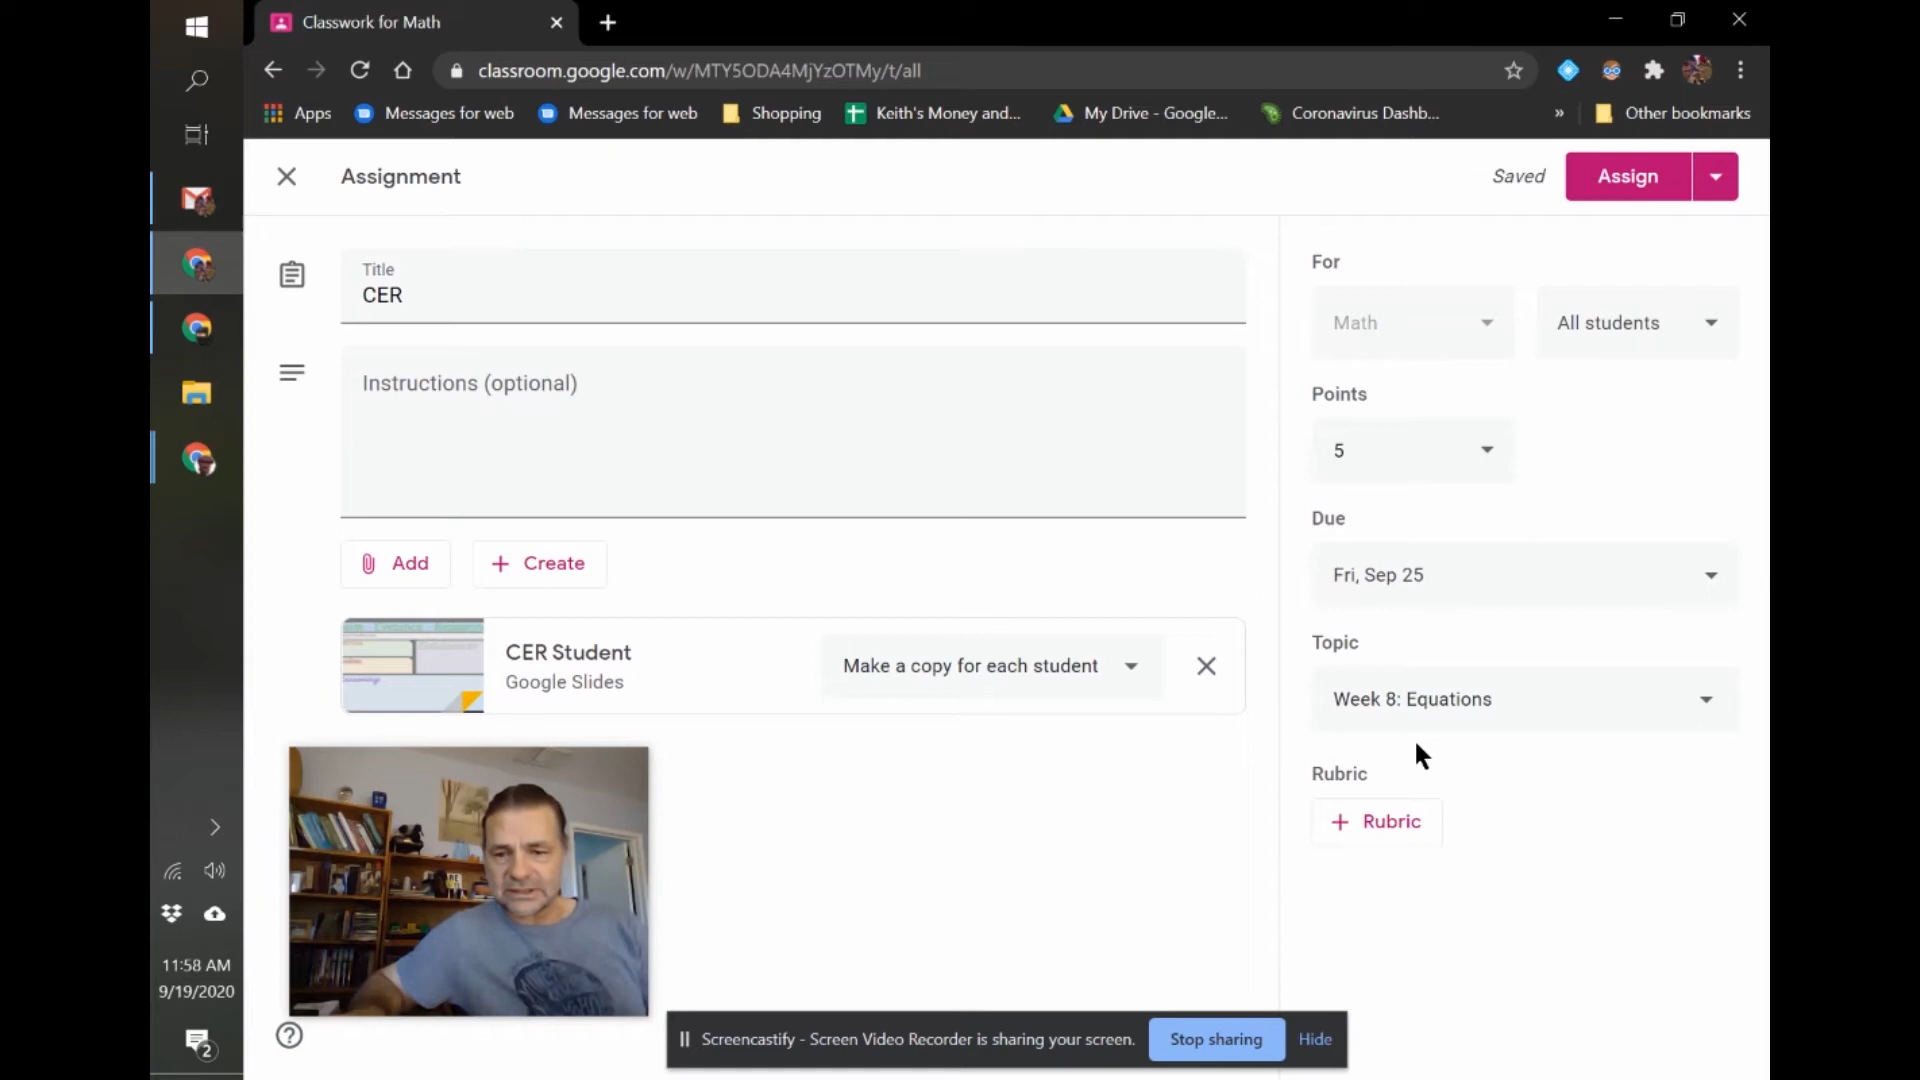 Classwork for Math
classroom.google.com/w/MTY5ODA4MjYzOTMy/t/all
Apps
Messages for web
Messages for web
Shopping
Keith's Money and...
My Drive - Google...
Coronavirus Dashb...
»
Other bookmarks
Assignment
Saved
Assign
Title
CER
Instructions (optional)
Add
+ Create
CER Student
Google Slides
Make a copy for each student
For
Math
All students
Points
5
Due
Fri, Sep 25
Topic
Week 8: Equations
Rubric
+ Rubric
11:58 AM
9/19/2020
2
Screencastify - Screen Video Recorder is sharing your screen.
Stop sharing
Hide